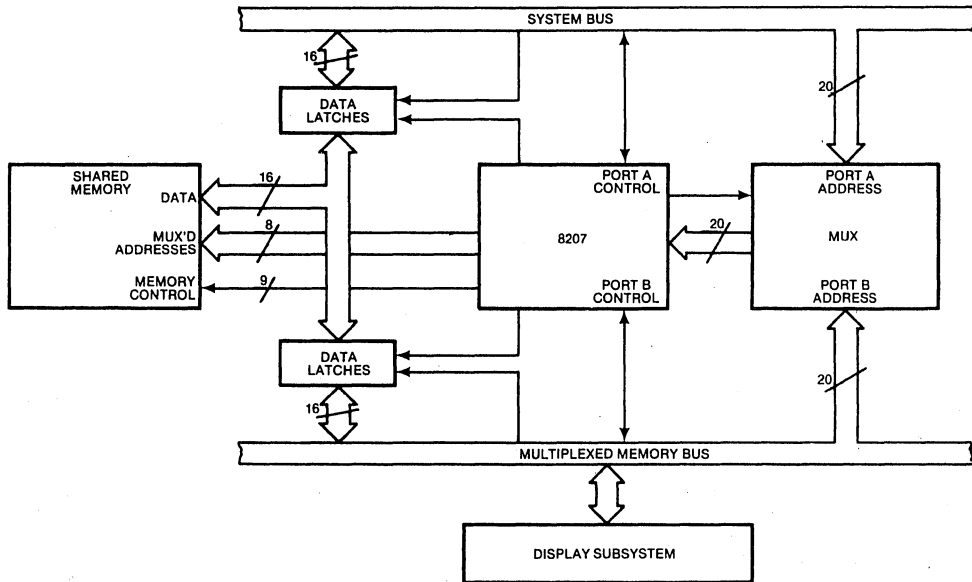 SYSTEM BUS
16
20
DATA
LATCHES
SHARED
MEMORY
DATA
16
MUX'D
ADDRESSES
8
MEMORY
CONTROL
9
PORT A
CONTROL
8207
PORT B
CONTROL
20
PORT A
ADDRESS
MUX
PORT B
ADDRESS
DATA
LATCHES
16
20
MULTIPLEXED MEMORY BUS
DISPLAY SUBSYSTEM